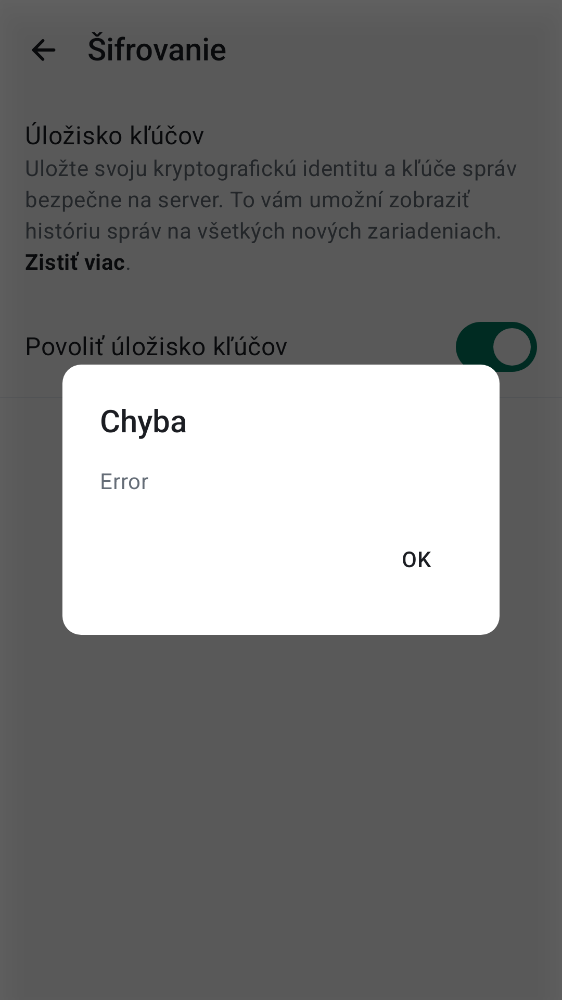 Šifrovanie
Úložisko kľúčov
Uložte svoju kryptografickú identitu a kľúče správ
bezpečne na server. To vám umožní zobraziť
históriu správ na všetkých nových zariadeniach.
Zistiť viac.
Povoliť úložisko kľúčov
Chyba
Error
OK